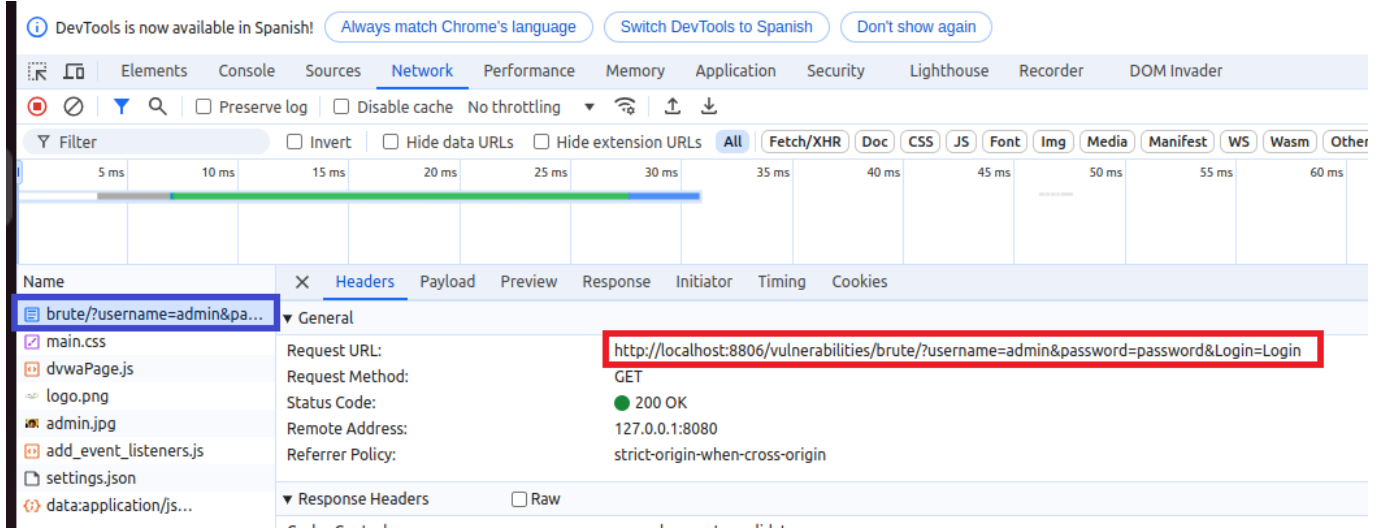 DevTools is now available in Spanish! Always match Chrome's language Switch DevTools to Spanish Don't show again
Elements Console Sources Network Performance Memory Application Security Lighthouse Recorder DOM Invader
Preserve log Disable cache No throttling
Filter Invert Hide data URLs Hide extension URLs All Fetch/XHR Doc CSS JS Font Img Media Manifest WS Wasm Other
5 ms 10 ms 15 ms 20 ms 25 ms 30 ms 35 ms 40 ms 45 ms 50 ms 55 ms 60 ms
Name Headers Payload Preview Response Initiator Timing Cookies
brute/?username=admin&pa... General
main.css
Request URL: http://localhost:8806/vulnerabilities/brute/?username=admin&password=password&Login=Login
dvwaPage.js
Request Method: GET
logo.png
Status Code: 200 OK
admin.jpg
Remote Address: 127.0.0.1:8080
add_event_listeners.js
Referrer Policy: strict-origin-when-cross-origin
settings.json
data:application/js... Response Headers Raw